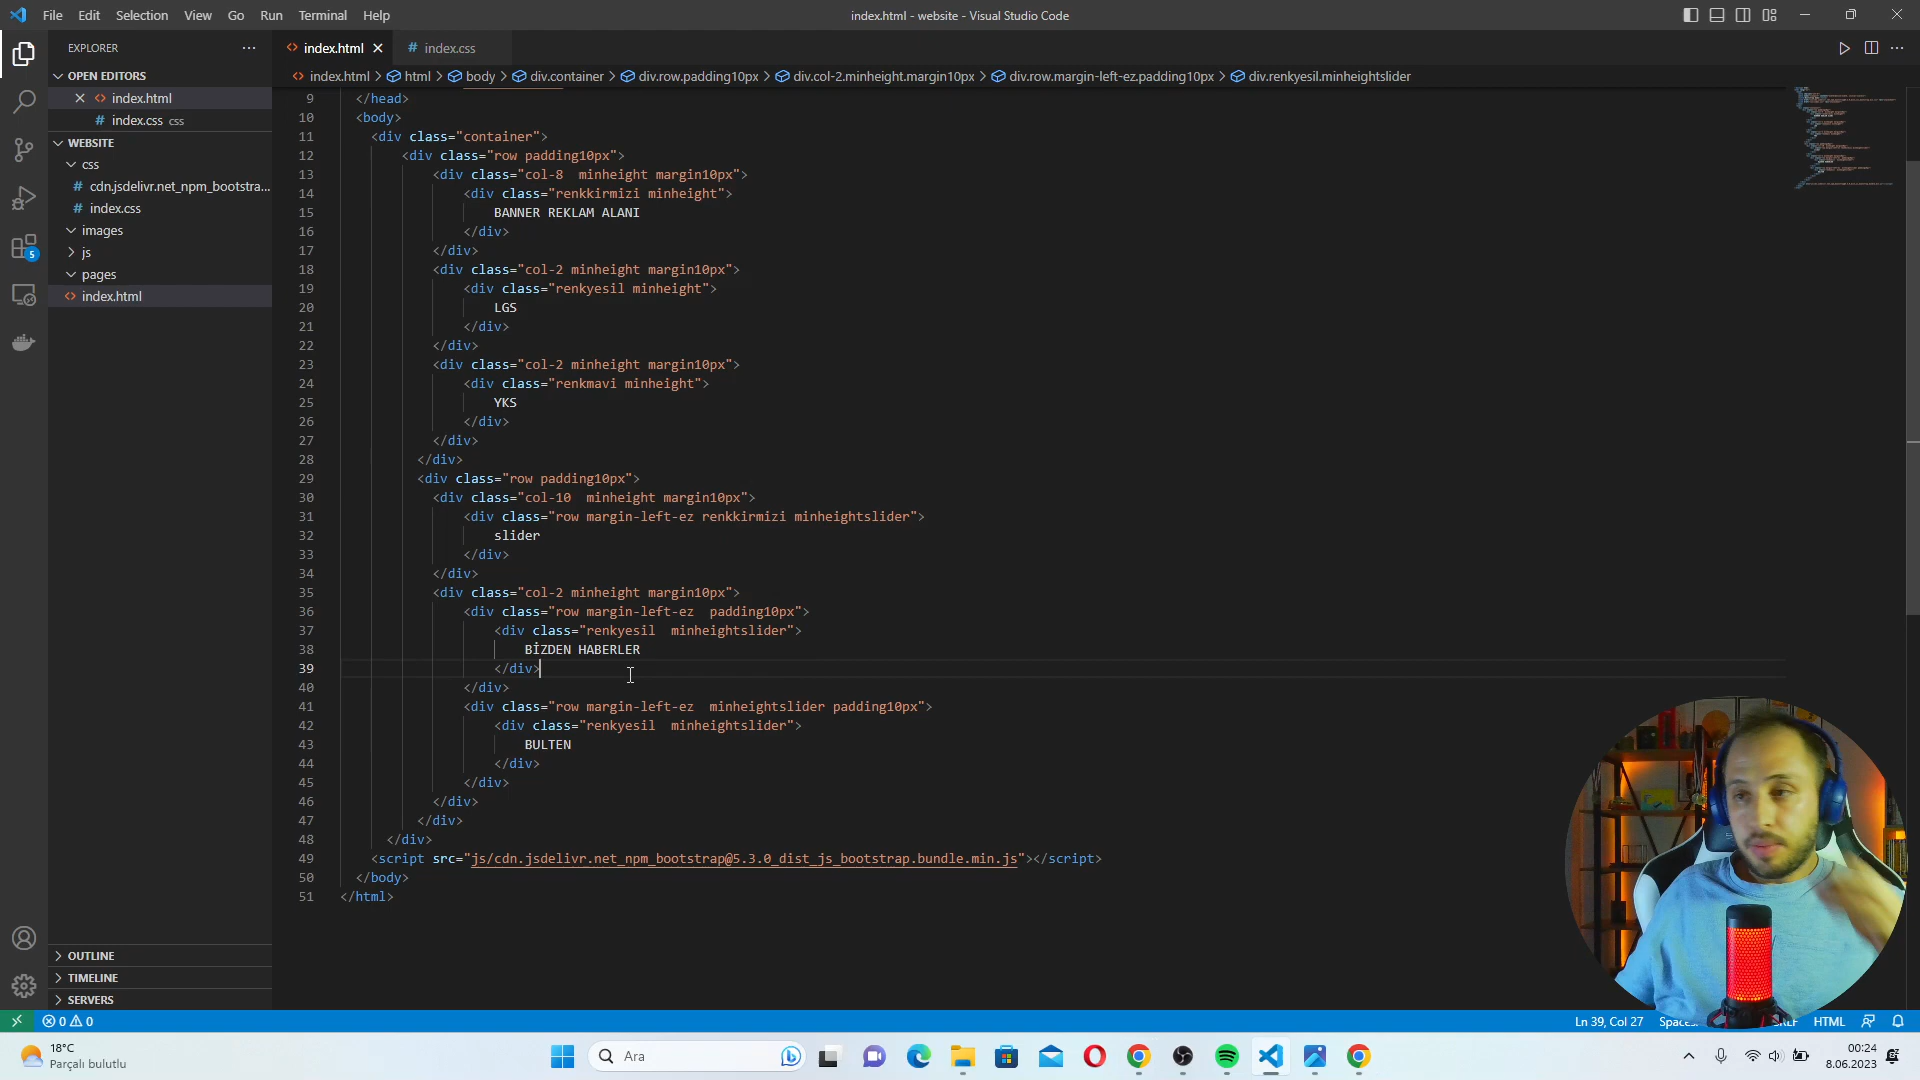 File Edit Selection View Go Run Terminal Help
index.html - website - Visual Studio Code
EXPLORER
OPEN EDITORS
index.html
index.css css
WEBSITE
css
cdn.jsdelivr.net_npm_bootstra...
index.css
images
js
pages
index.html
OUTLINE
TIMELINE
SERVERS
5
index.html index.css
index.html > html > body > div.container > div.row.padding10px > div.col-2.minheight.margin10px > div.row.margin-left-ez.padding10px > div.renkyesil.minheightslider
9 </head>
10 <body>
11 <div class="container">
12 <div class="row padding10px">
13 <div class="col-8  minheight margin10px">
14 <div class="renkkirmizi minheight">
15 BANNER REKLAM ALANI
16 </div>
17 </div>
18 <div class="col-2 minheight margin10px">
19 <div class="renkyesil minheight">
20 LGS
21 </div>
22 </div>
23 <div class="col-2 minheight margin10px">
24 <div class="renkmavi minheight">
25 YKS
26 </div>
27 </div>
28 </div>
29 <div class="row padding10px">
30 <div class="col-10  minheight margin10px">
31 <div class="row margin-left-ez renkkirmizi minheightslider">
32 slider
33 </div>
34 </div>
35 <div class="col-2 minheight margin10px">
36 <div class="row margin-left-ez  padding10px">
37 <div class="renkyesil  minheightslider">
38 BİZDEN HABERLER
39 </div>
40 </div>
41 <div class="row margin-left-ez  minheightslider padding10px">
42 <div class="renkyesil  minheightslider">
43 BULTEN
44 </div>
45 </div>
46 </div>
47 </div>
48 </div>
49 <script src="js/cdn.jsdelivr.net_npm_bootstrap@5.3.0_dist_js_bootstrap.bundle.min.js"></script>
50 </body>
51 </html>
0 0
Ln 39, Col 27 Spaces: HTML
18°C
Parçalı bulutlu
Ara
00:24
8.06.2023